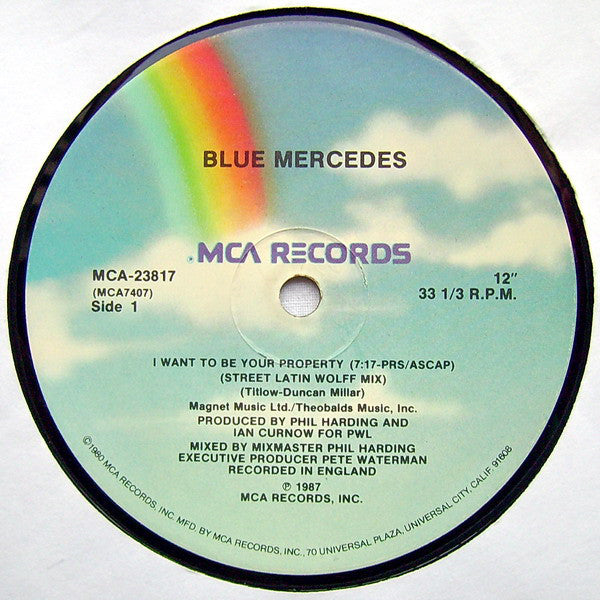 BLUE MERCEDES
MCA RECORDS
MCA-23817
(MCA7407)
Side 1
12"
33 1/3 R.P.M.
I WANT TO BE YOUR PROPERTY (7:17-PRS/ASCAP)
(STREET LATIN WOLFF MIX)
(Titlow-Duncan Millar)
Magnet Music Ltd./Theobalds Music, Inc.
PRODUCED BY PHIL HARDING AND
IAN CURNOW FOR PWL
MIXED BY MIXMASTER PHIL HARDING
EXECUTIVE PRODUCER PETE WATERMAN
RECORDED IN ENGLAND
℗ 1987
MCA RECORDS, INC.
©1980 MCA RECORDS, INC. MFD. BY MCA RECORDS, INC., 70 UNIVERSAL PLAZA, UNIVERSAL CITY, CALIF. 91608